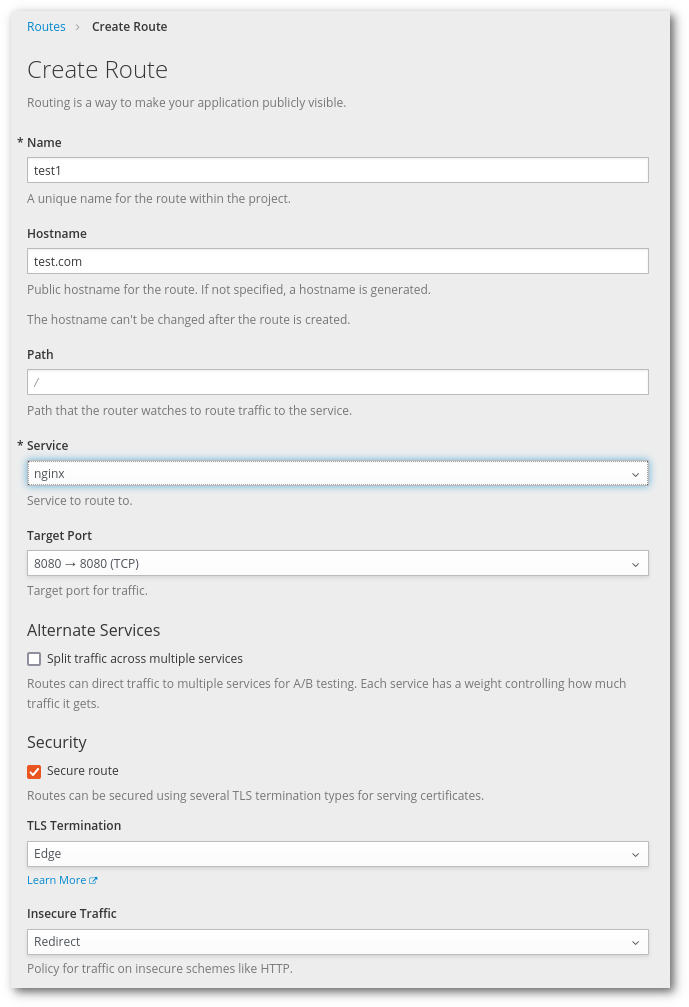 Routes › Create Route
Create Route
Routing is a way to make your application publicly visible.
* Name
test1
A unique name for the route within the project.
Hostname
test.com
Public hostname for the route. If not specified, a hostname is generated.
The hostname can't be changed after the route is created.
Path
/
Path that the router watches to route traffic to the service.
* Service
nginx
Service to route to.
Target Port
8080 → 8080 (TCP)
Target port for traffic.
Alternate Services
Split traffic across multiple services
Routes can direct traffic to multiple services for A/B testing. Each service has a weight controlling how much
traffic it gets.
Security
Secure route
Routes can be secured using several TLS termination types for serving certificates.
TLS Termination
Edge
Learn More
Insecure Traffic
Redirect
Policy for traffic on insecure schemes like HTTP.